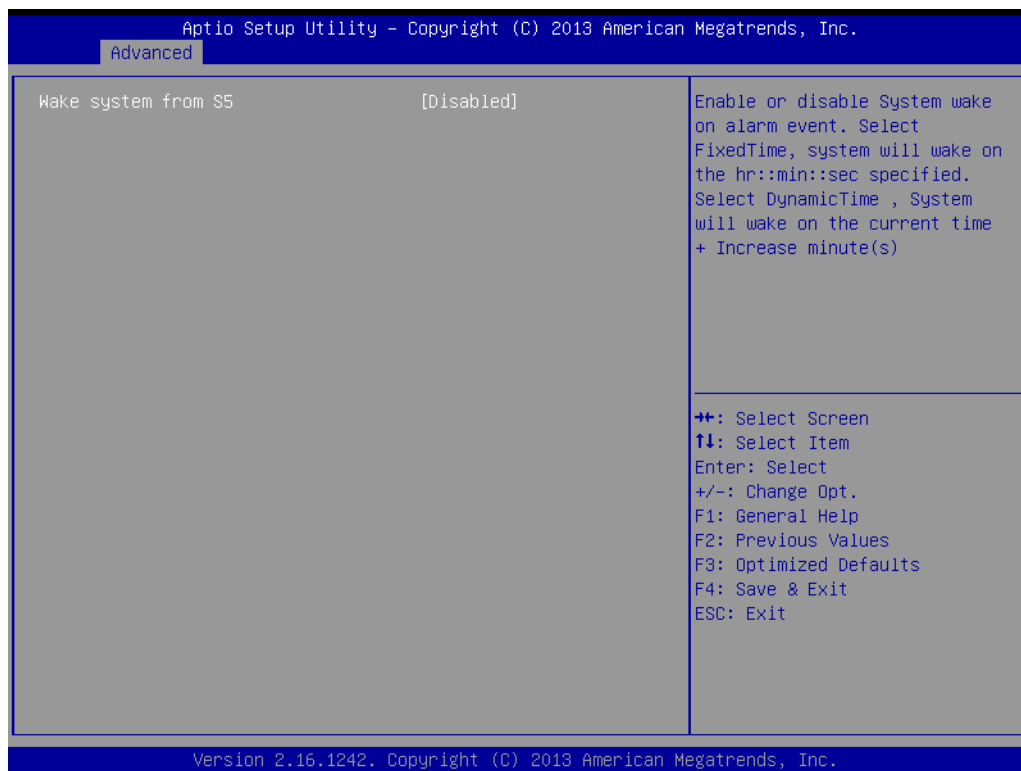 Aptio Setup Utility – Copyright (C) 2013 American Megatrends, Inc.
Advanced
Wake system from S5 [Disabled]
Enable or disable System wake
on alarm event. Select
FixedTime, system will wake on
the hr::min::sec specified.
Select DynamicTime , System
will wake on the current time
+ Increase minute(s)
→←: Select Screen
↑↓: Select Item
Enter: Select
+/-: Change Opt.
F1: General Help
F2: Previous Values
F3: Optimized Defaults
F4: Save & Exit
ESC: Exit
Version 2.16.1242. Copyright (C) 2013 American Megatrends, Inc.